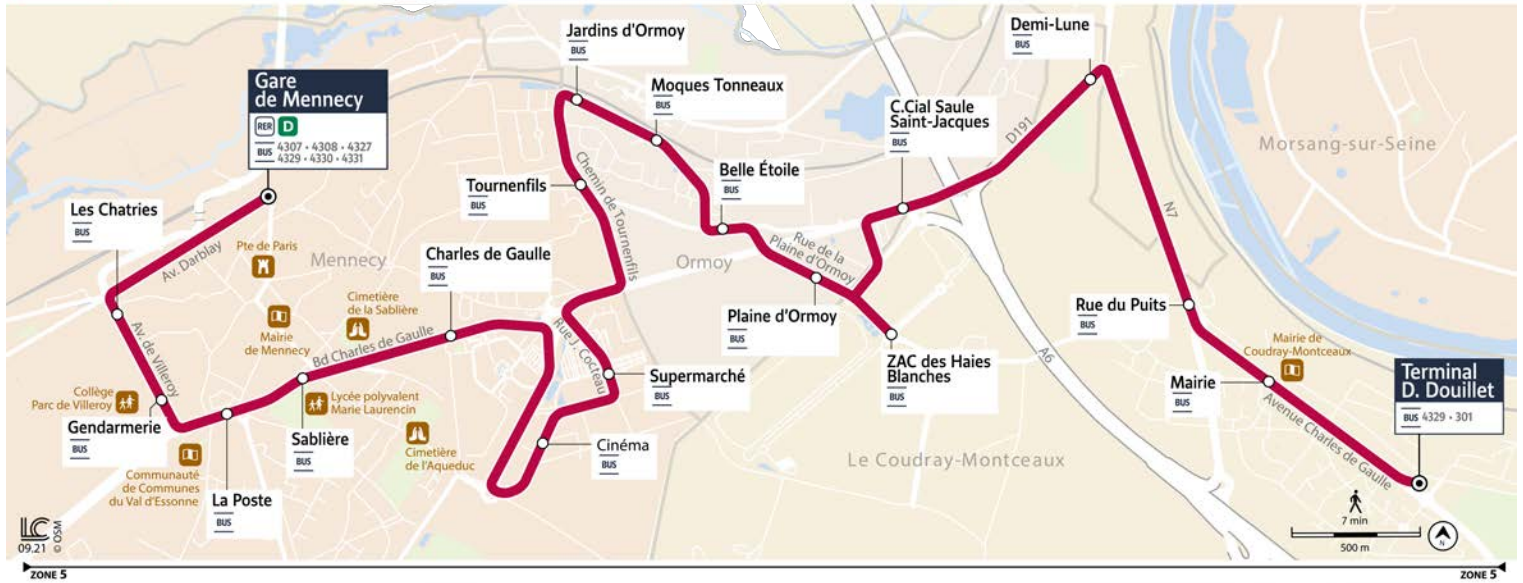 Gare
de Mennecy
RER D
BUS 4307 • 4308 • 4327
4329 • 4330 • 4331
Les Chatries
BUS
Av. Darblay
Pte de Paris
Mennecy
Mairie
de Mennecy
Av. de Villeroy
Collège
Parc de Villeroy
Gendarmerie
BUS
Communauté
de Communes
du Val d'Essonne
La Poste
BUS
Sablière
BUS
Cimetière
de la Sablière
Bd Charles de Gaulle
Lycée polyvalent
Marie Laurencin
Charles de Gaulle
BUS
Cimetière
de l'Aqueduc
Cinéma
BUS
Supermarché
BUS
Rue J. Cocteau
Chemin de Tournenfils
Tournenfils
BUS
Jardins d'Ormoy
BUS
Moques Tonneaux
BUS
Belle Étoile
BUS
Ormoy
Rue de la
Plaine d'Ormoy
Plaine d'Ormoy
BUS
ZAC des Haies
Blanches
BUS
C.Cial Saule
Saint-Jacques
BUS
D191
Demi-Lune
BUS
Morsang-sur-Seine
N7
A6
Rue du Puits
BUS
Le Coudray-Montceaux
Mairie de
Coudray-Montceaux
Mairie
BUS
Avenue Charles de Gaulle
Terminal
D. Douillet
BUS 4329 • 301
7 min
500 m
N
LC
09.21
© OSM
ZONE 5
ZONE 5